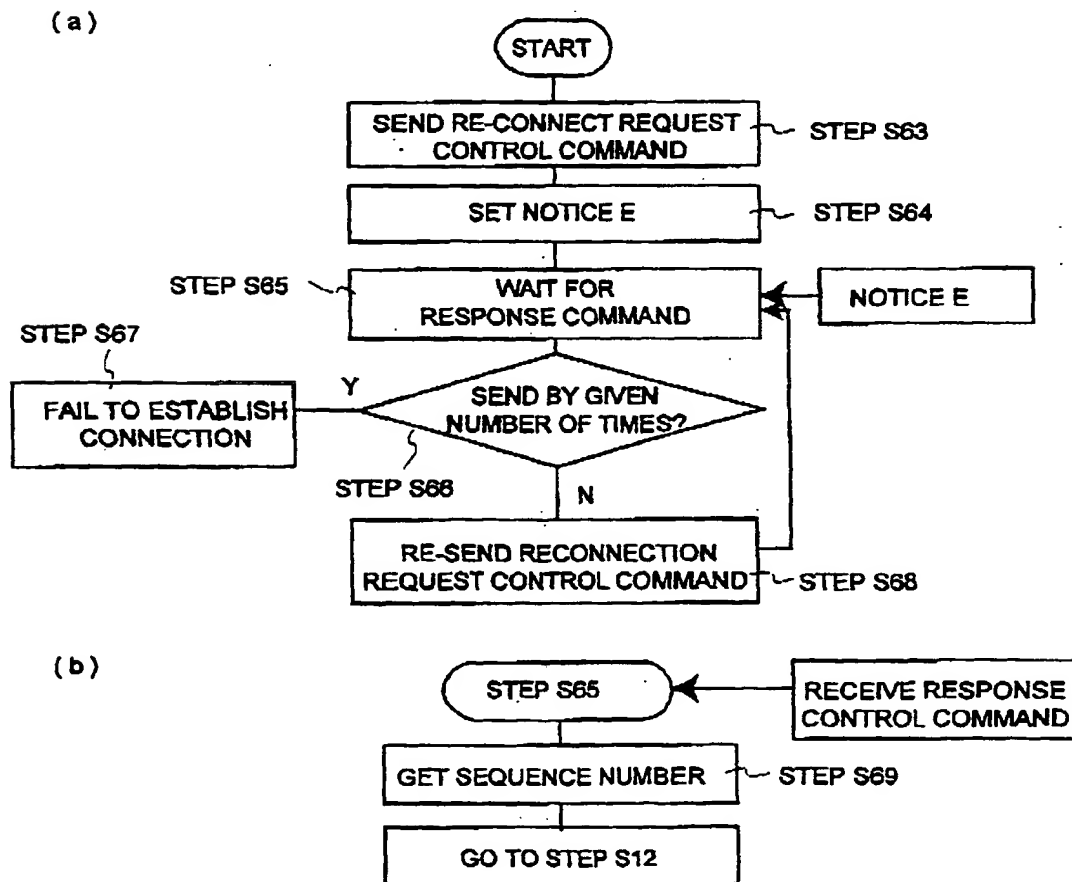 (a)
START
SEND RE-CONNECT REQUEST
CONTROL COMMAND
STEP S63
SET NOTICE E
STEP S64
STEP S65
WAIT FOR
RESPONSE COMMAND
NOTICE E
STEP S67
FAIL TO ESTABLISH
CONNECTION
Y
SEND BY GIVEN
NUMBER OF TIMES?
STEP S66
N
RE-SEND RECONNECTION
REQUEST CONTROL COMMAND
STEP S68
(b)
STEP S65
RECEIVE RESPONSE
CONTROL COMMAND
GET SEQUENCE NUMBER
STEP S69
GO TO STEP S12